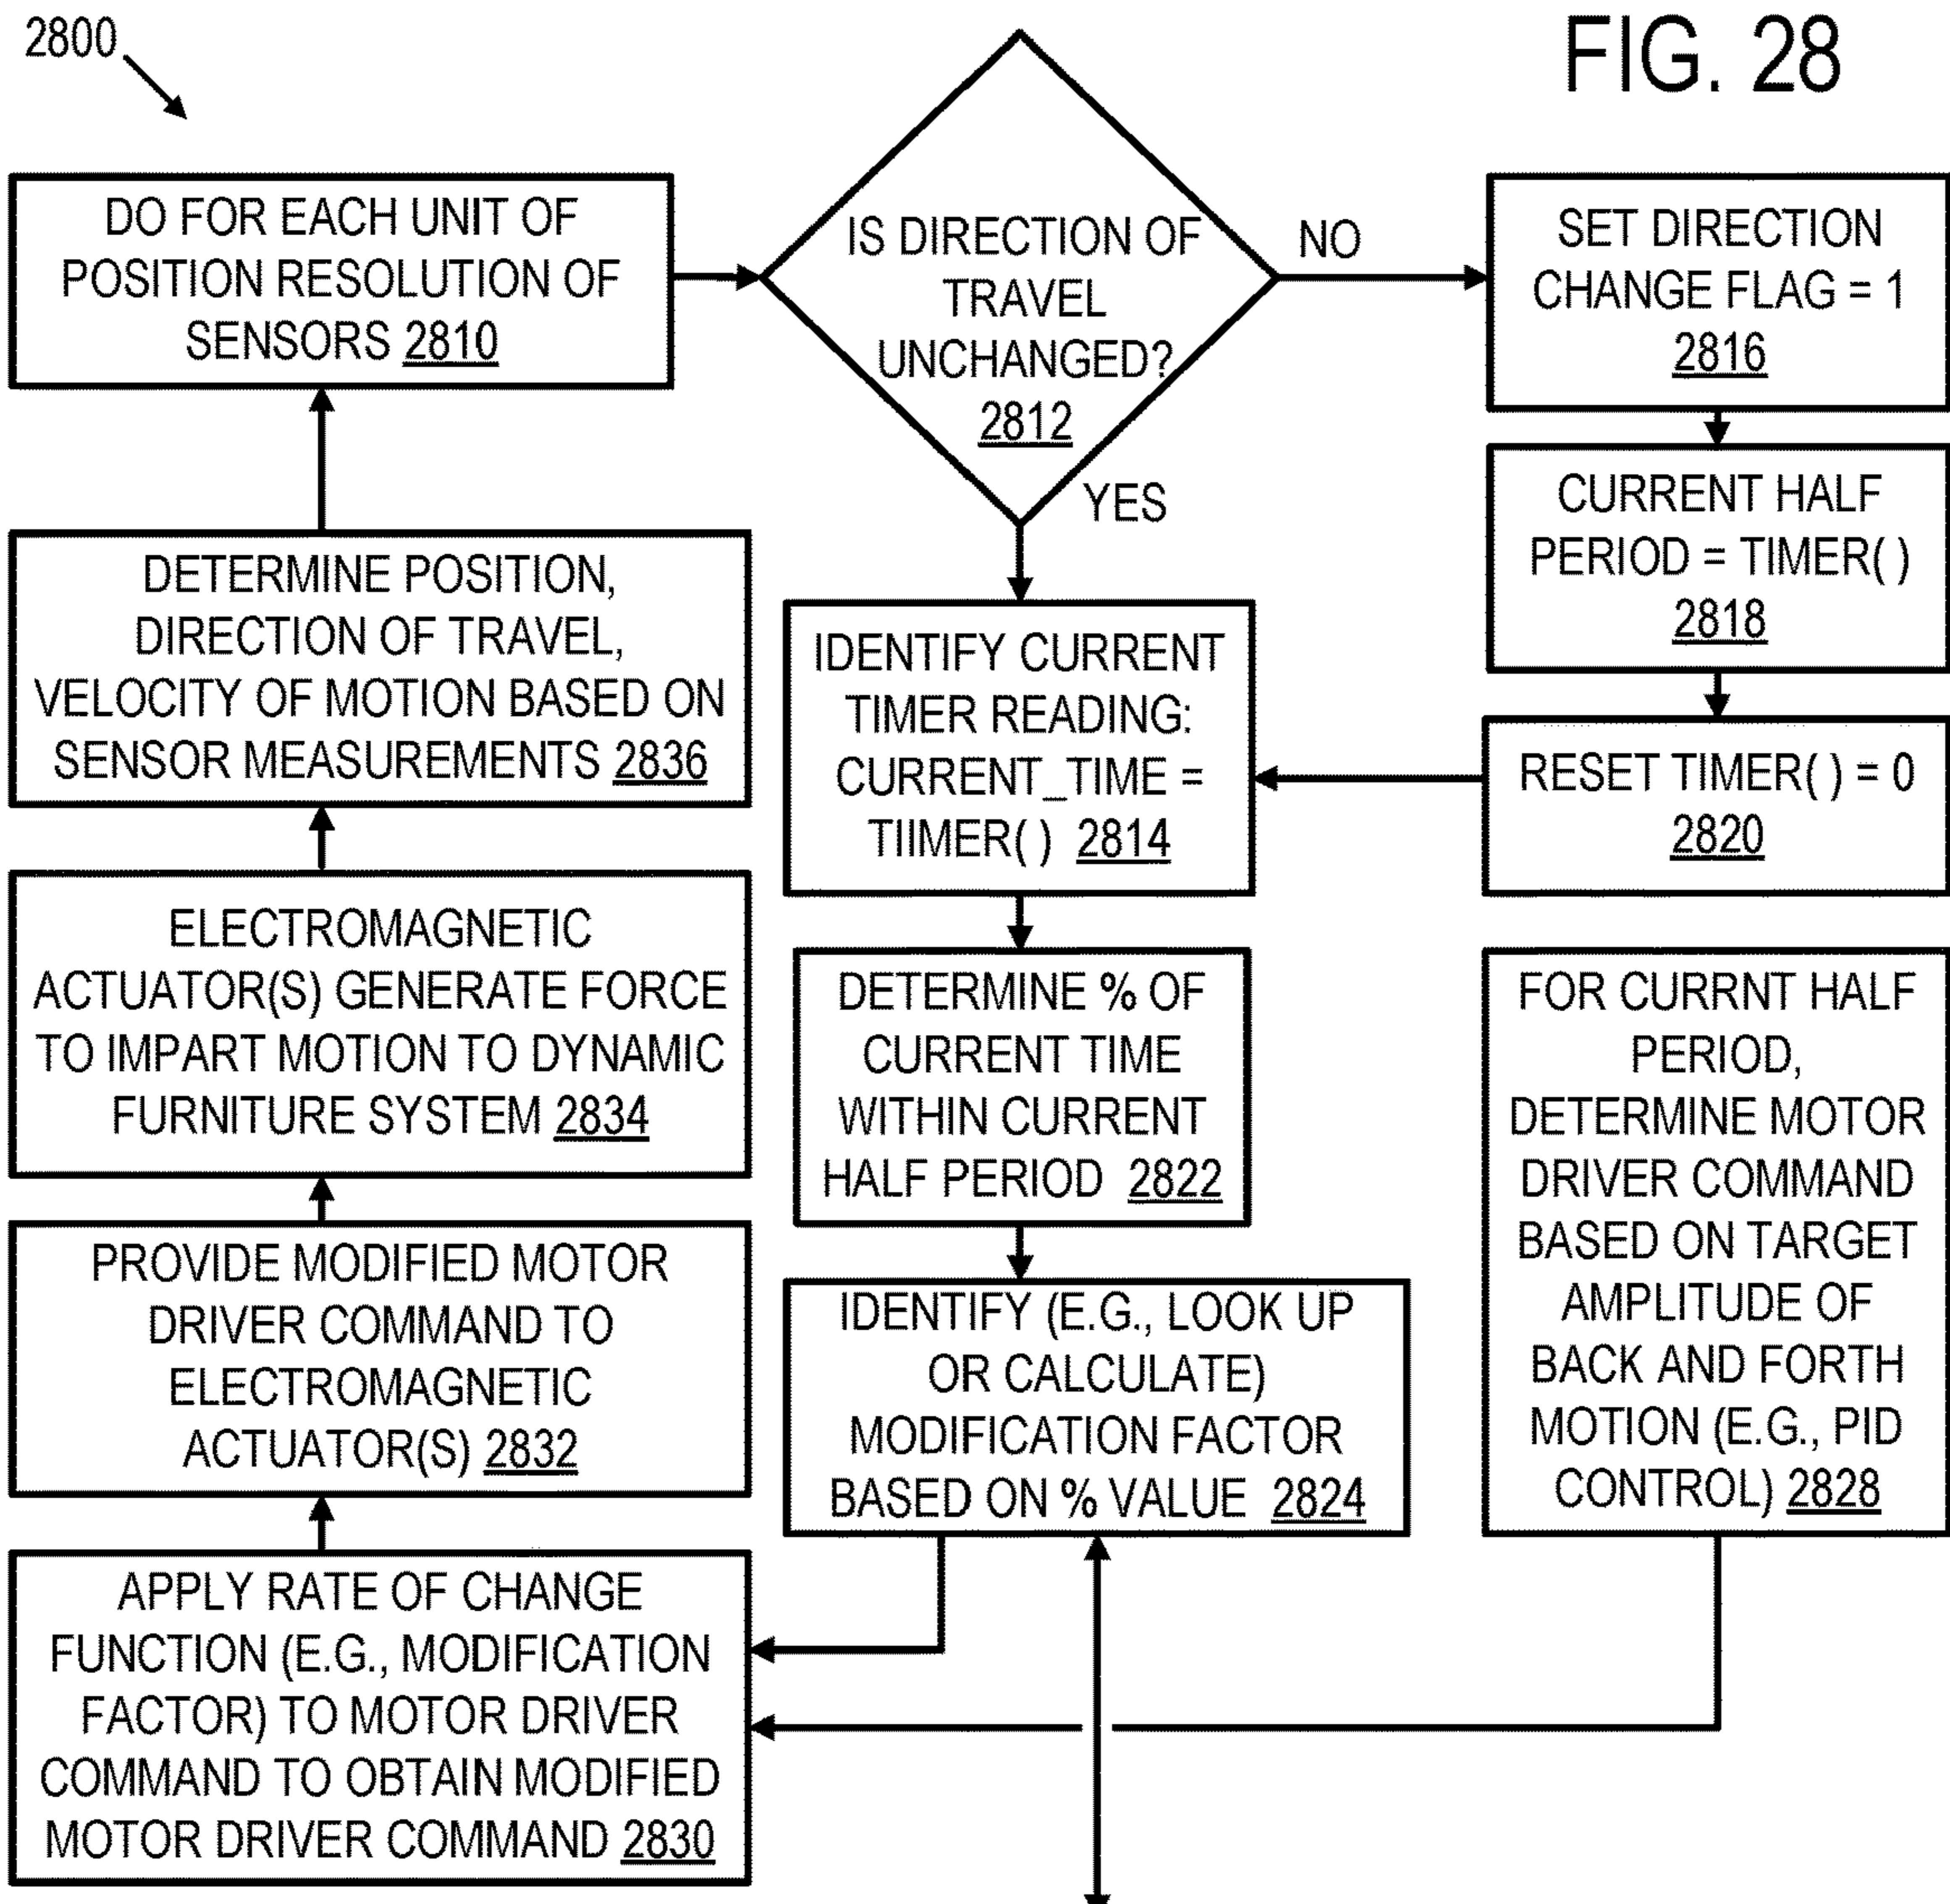 2800
FIG. 28
DO FOR EACH UNIT OF
POSITION RESOLUTION OF
SENSORS 2810
IS DIRECTION OF
TRAVEL
UNCHANGED?
2812
NO
YES
SET DIRECTION
CHANGE FLAG = 1
2816
CURRENT HALF
PERIOD = TIMER( )
2818
RESET TIMER( ) = 0
2820
IDENTIFY CURRENT
TIMER READING:
CURRENT_TIME =
TIIMER( ) 2814
DETERMINE % OF
CURRENT TIME
WITHIN CURRENT
HALF PERIOD 2822
IDENTIFY (E.G., LOOK UP
OR CALCULATE)
MODIFICATION FACTOR
BASED ON % VALUE 2824
FOR CURRNT HALF
PERIOD,
DETERMINE MOTOR
DRIVER COMMAND
BASED ON TARGET
AMPLITUDE OF
BACK AND FORTH
MOTION (E.G., PID
CONTROL) 2828
APPLY RATE OF CHANGE
FUNCTION (E.G., MODIFICATION
FACTOR) TO MOTOR DRIVER
COMMAND TO OBTAIN MODIFIED
MOTOR DRIVER COMMAND 2830
PROVIDE MODIFIED MOTOR
DRIVER COMMAND TO
ELECTROMAGNETIC
ACTUATOR(S) 2832
ELECTROMAGNETIC
ACTUATOR(S) GENERATE FORCE
TO IMPART MOTION TO DYNAMIC
FURNITURE SYSTEM 2834
DETERMINE POSITION,
DIRECTION OF TRAVEL,
VELOCITY OF MOTION BASED ON
SENSOR MEASUREMENTS 2836